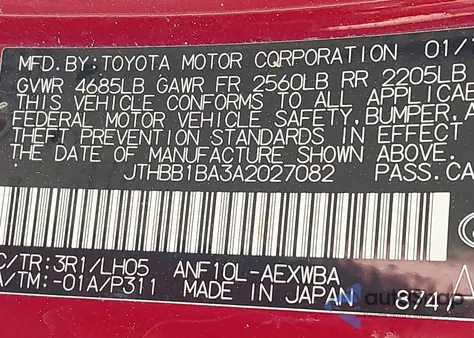 MFD.BY:TOYOTA MOTOR CORPORATION 01/
GVWR 4685LB GAWR FR 2560LB RR 2205LB
THIS VEHICLE CONFORMS TO ALL APPLICAB
FEDERAL MOTOR VEHICLE SAFETY,BUMPER,
THEFT PREVENTION STANDARDS IN EFFECT
THE DATE OF MANUFACTURE SHOWN ABOVE.
JTHBB1BA3A2027082 PASS.CA
C/TR:3R1/LH05 ANF10L-AEXWBA
A/TM:-01A/P311 MADE IN JAPAN 8747
autoscap